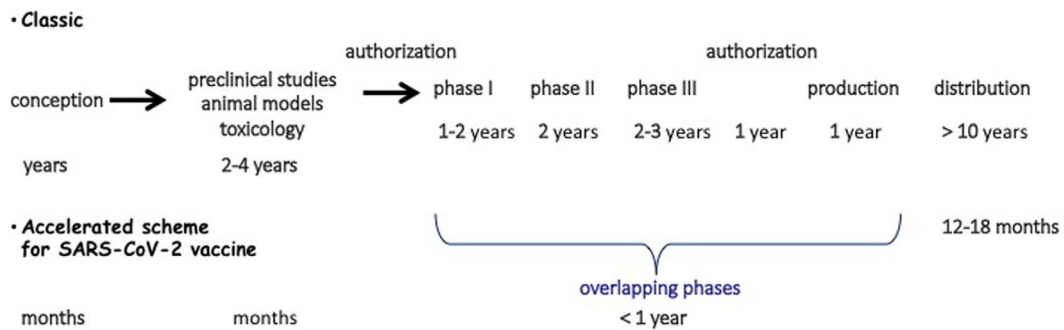 • Classic
authorization authorization
preclinical studies
animal models
toxicology
conception
phase I phase II phase III production distribution
1-2 years 2 years 2-3 years 1 year 1 year > 10 years
years 2-4 years
• Accelerated scheme
for SARS-CoV-2 vaccine
12-18 months
overlapping phases
months months < 1 year